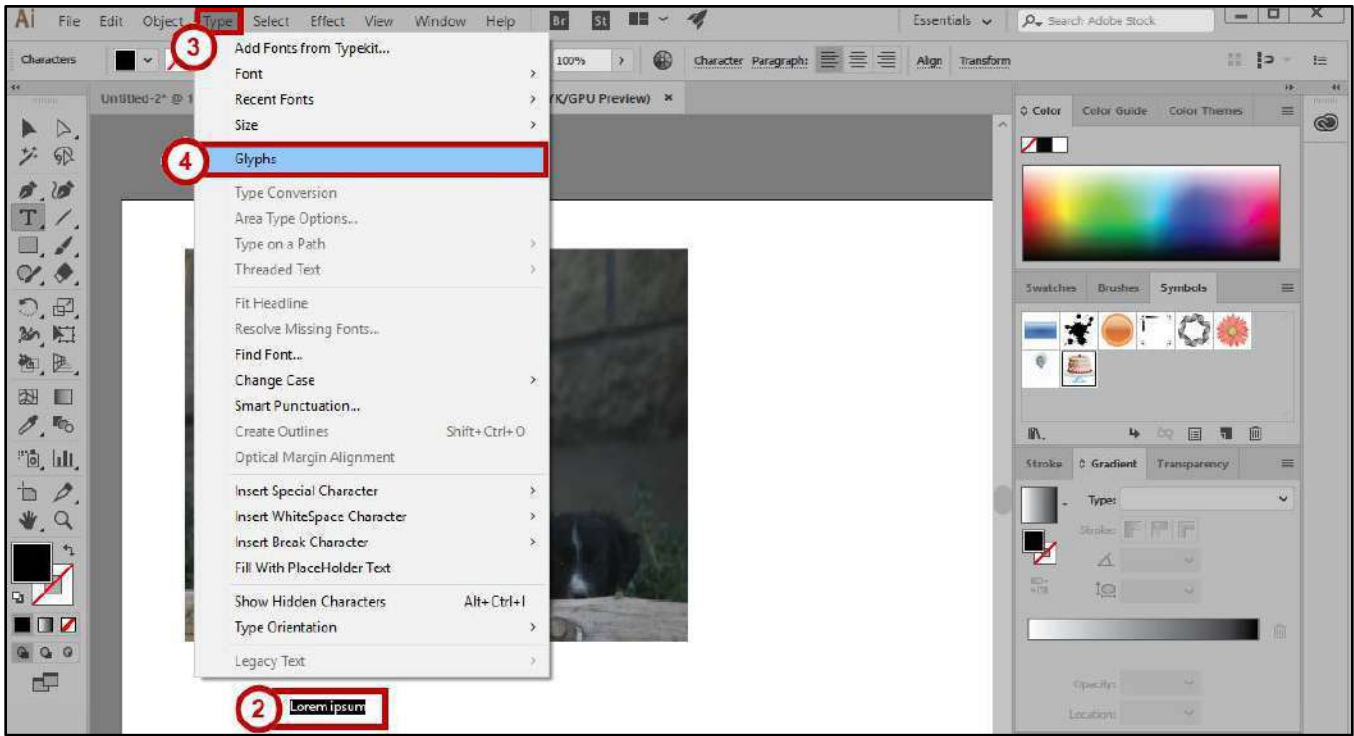 Ai File Edit Object Type Select Effect View Window Help Br St Essentials Search Adobe Stock
3
Characters 100% Character Paragraph: Align Transform
Untitled-2* @ 1 (K/GPU Preview) ×
Add Fonts from Typekit...
Font
Recent Fonts
Size
4 Glyphs
Type Conversion
Area Type Options...
Type on a Path
Threaded Text
Fit Headline
Resolve Missing Fonts...
Find Font...
Change Case
Smart Punctuation...
Create Outlines Shift+Ctrl+O
Optical Margin Alignment
Insert Special Character
Insert WhiteSpace Character
Insert Break Character
Fill With PlaceHolder Text
Show Hidden Characters Alt+Ctrl+I
Type Orientation
Legacy Text
2 Lorem ipsum
Color Color Guide Color Themes
Swatches Brushes Symbols
Stroke Gradient Transparency
Type:
Stroke:
Opacity:
Location: